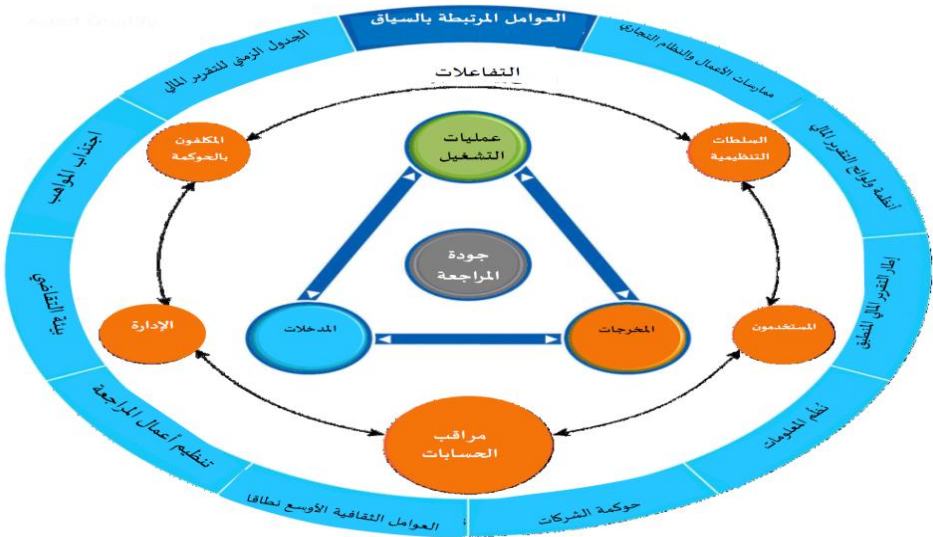 العوامل المرتبطة بالسياق
ممارسات الأعمال والنظام التجاري
أنظمة ولوائح التقرير المالي
إطار التقرير المالي المنطبق
نُظُم المعلومات
حوكمة الشركات
العوامل الثقافية الأوسع نطاقا
تنظيم أعمال المراجعة
بيئة التقاضي
اجتذاب المواهب
الجدول الزمني للتقرير المالي
التفاعلات
السلطات
التنظيمية
المستخدمون
مراقب
الحسابات
الإدارة
المكلفون
بالحوكمة
عمليات
التشغيل
جودة
المراجعة
المخرجات
المدخلات